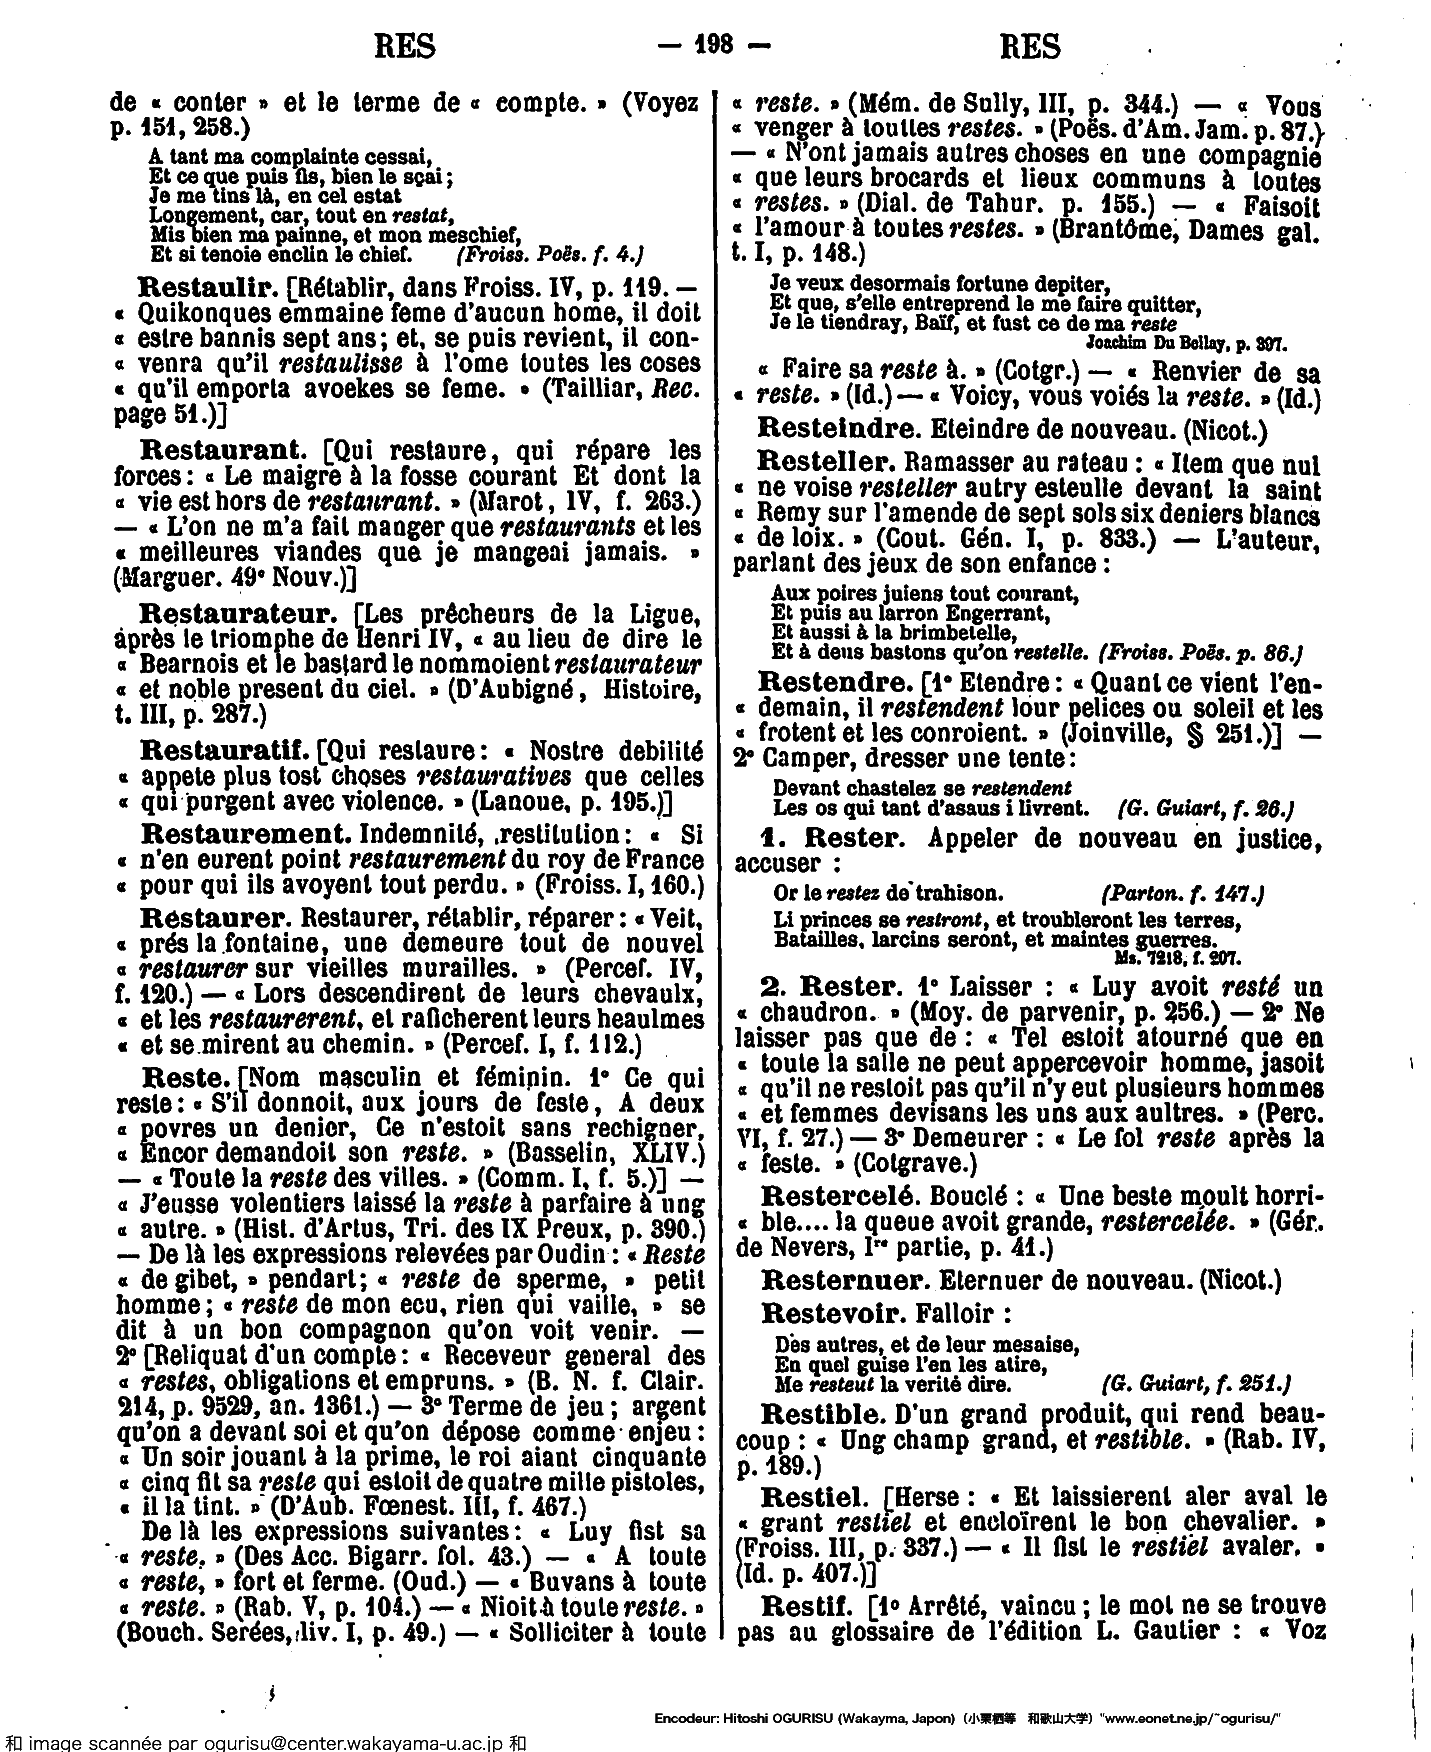 RES — 198 — RES
de « conter » et le terme de « compte. » (Voyez
p. 151, 258.)
A tant ma complainte cessai,
Et ce que puis fis, bien le sçai ;
Je me tins là, en cel estat
Longement, car, tout en restat,
Mis bien ma painne, et mon meschief,
Et si tenoie enclin le chief. (Froiss. Poës. f. 4.)
Restaulir. [Rétablir, dans Froiss. IV, p. 119. —
« Quikonques emmaine feme d'aucun home, il doit
« estre bannis sept ans ; et, se puis revient, il con-
« venra qu'il restaulisse à l'ome toutes les coses
« qu'il emporta avoekes se feme. » (Tailliar, Rec.
page 51.)]
Restaurant. [Qui restaure, qui répare les
forces : « Le maigre à la fosse courant Et dont la
« vie est hors de restaurant. » (Marot, IV, f. 263.)
— « L'on ne m'a fait manger que restaurants et les
« meilleures viandes que je mangeai jamais. »
(Marguer. 49e Nouv.)]
Restaurateur. [Les prêcheurs de la Ligue,
après le triomphe de Henri IV, « au lieu de dire le
« Bearnois et le bastard le nommoient restaurateur
« et noble present du ciel. » (D'Aubigné, Histoire,
t. III, p. 287.)
Restauratif. [Qui restaure : « Nostre debilité
« appete plus tost choses restauratives que celles
« qui purgent avec violence. » (Lanoue, p. 195.)]
Restaurement. Indemnité, restitution : « Si
« n'en eurent point restaurement du roy de France
« pour qui ils avoyent tout perdu. » (Froiss. I, 160.)
Restaurer. Restaurer, rétablir, réparer : « Veit,
« prés la fontaine, une demeure tout de nouvel
« restaurer sur vieilles murailles. » (Percef. IV,
f. 120.) — « Lors descendirent de leurs chevaulx,
« et les restaurerent, et raficherent leurs heaulmes
« et se mirent au chemin. » (Percef. I, f. 112.)
Reste. [Nom masculin et féminin. 1° Ce qui
reste : « S'il donnoit, aux jours de feste, A deux
« povres un denier, Ce n'estoit sans rechigner,
« Encor demandoit son reste. » (Basselin, XLIV.)
— « Toute la reste des villes. » (Comm. I, f. 5.)] —
« J'eusse volentiers laissé la reste à parfaire à ung
« autre. » (Hist. d'Artus, Tri. des IX Preux, p. 390.)
— De là les expressions relevées par Oudin : « Reste
« de gibet, » pendart ; « reste de sperme, » petit
homme ; « reste de mon ecu, rien qui vaille, » se
dit à un bon compagnon qu'on voit venir. —
2° [Reliquat d'un compte : « Receveur general des
« restes, obligations et empruns. » (B. N. f. Clair.
214, p. 9529, an. 1361.) — 3° Terme de jeu ; argent
qu'on a devant soi et qu'on dépose comme enjeu :
« Un soir jouant à la prime, le roi aiant cinquante
« cinq fit sa reste qui estoit de quatre mille pistoles,
« il la tint. » (D'Aub. Fœnest. III, f. 467.)
De là les expressions suivantes : « Luy fist sa
« reste. » (Des Acc. Bigarr. fol. 43.) — « A toute
« reste, » fort et ferme. (Oud.) — « Buvans à toute
« reste. » (Rab. V, p. 104.) — « Nioit à toute reste. »
(Bouch. Serées, liv. I, p. 49.) — « Solliciter à toute
« reste. » (Mém. de Sully, III, p. 344.) — « Vous
« venger à toutles restes. » (Poës. d'Am. Jam. p. 87.)
— « N'ont jamais autres choses en une compagnie
« que leurs brocards et lieux communs à toutes
« restes. » (Dial. de Tahur. p. 155.) — « Faisoit
« l'amour à toutes restes. » (Brantôme, Dames gal.
t. I, p. 148.)
Je veux desormais fortune depiter,
Et que, s'elle entreprend le me faire quitter,
Je le tiendray, Baïf, et fust ce de ma reste
Joachim Du Bellay, p. 397.
« Faire sa reste à. » (Cotgr.) — « Renvier de sa
« reste. » (Id.) — « Voicy, vous voiés la reste. » (Id.)
Resteindre. Eteindre de nouveau. (Nicot.)
Resteller. Ramasser au rateau : « Item que nul
« ne voise resteller autry esteulle devant la saint
« Remy sur l'amende de sept sols six deniers blancs
« de loix. » (Cout. Gén. I, p. 833.) — L'auteur,
parlant des jeux de son enfance :
Aux poires juiens tout courant,
Et puis au larron Engerrant,
Et aussi à la brimbetelle,
Et à deus bastons qu'on restelle. (Froiss. Poës. p. 86.)
Restendre. [1° Etendre : « Quant ce vient l'en-
« demain, il restendent lour pelices ou soleil et les
« frotent et les conroient. » (Joinville, § 251.)] —
2° Camper, dresser une tente :
Devant chastelez se restendent
Les os qui tant d'asaus i livrent. (G. Guiart, f. 26.)
1. Rester. Appeler de nouveau en justice,
accuser :
Or le restez de trahison. (Parton. f. 147.)
Li princes se restront, et troubleront les terres,
Batailles, larcins seront, et maintes guerres.
Ms. 7218, f. 207.
2. Rester. 1° Laisser : « Luy avoit resté un
« chaudron. » (Moy. de parvenir, p. 256.) — 2° Ne
laisser pas que de : « Tel estoit atourné que en
« toute la salle ne peut appercevoir homme, jasoit
« qu'il ne restoit pas qu'il n'y eut plusieurs hommes
« et femmes devisans les uns aux aultres. » (Perc.
VI, f. 27.) — 3° Demeurer : « Le fol reste après la
« feste. » (Cotgrave.)
Restercelé. Bouclé : « Une beste moult horri-
« ble.... la queue avoit grande, restercelée. » (Gér.
de Nevers, Ire partie, p. 41.)
Resternuer. Eternuer de nouveau. (Nicot.)
Restevoir. Falloir :
Des autres, et de leur mesaise,
En quel guise l'en les atire,
Me resteut la verité dire. (G. Guiart, f. 251.)
Restible. D'un grand produit, qui rend beau-
coup : « Ung champ grand, et restible. » (Rab. IV,
p. 189.)
Restiel. [Herse : « Et laissierent aler aval le
« grant restiel et encloïrent le bon chevalier. »
(Froiss. III, p. 337.) — « Il fist le restiel avaler. »
(Id. p. 407.)]
Restif. [1° Arrêté, vaincu ; le mot ne se trouve
pas au glossaire de l'édition L. Gautier : « Voz
Encodeur: Hitoshi OGURISU (Wakayma, Japon) (小栗栖等 和歌山大学) "www.eonet.ne.jp/~ogurisu/"
和 image scannée par ogurisu@center.wakayama-u.ac.jp 和